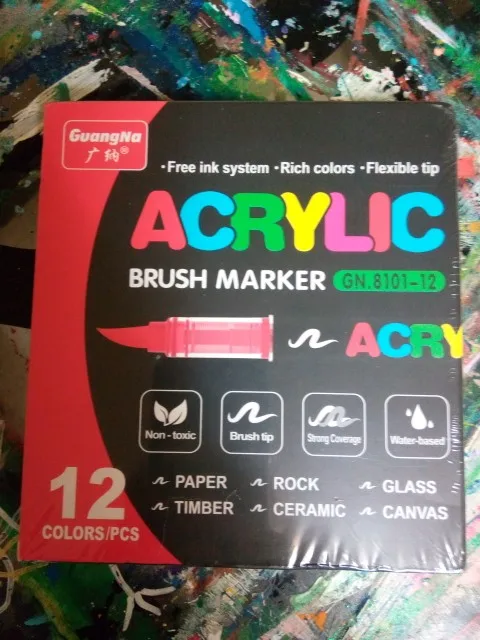 GuangNa
广纳®
•Free ink system •Rich colors •Flexible tip
ACRYLIC
BRUSH MARKER GN.8101-12
ACRY
Non-toxic Brush tip Strong Coverage Water-based
12
COLORS/PCS
PAPER ROCK GLASS
TIMBER CERAMIC CANVAS